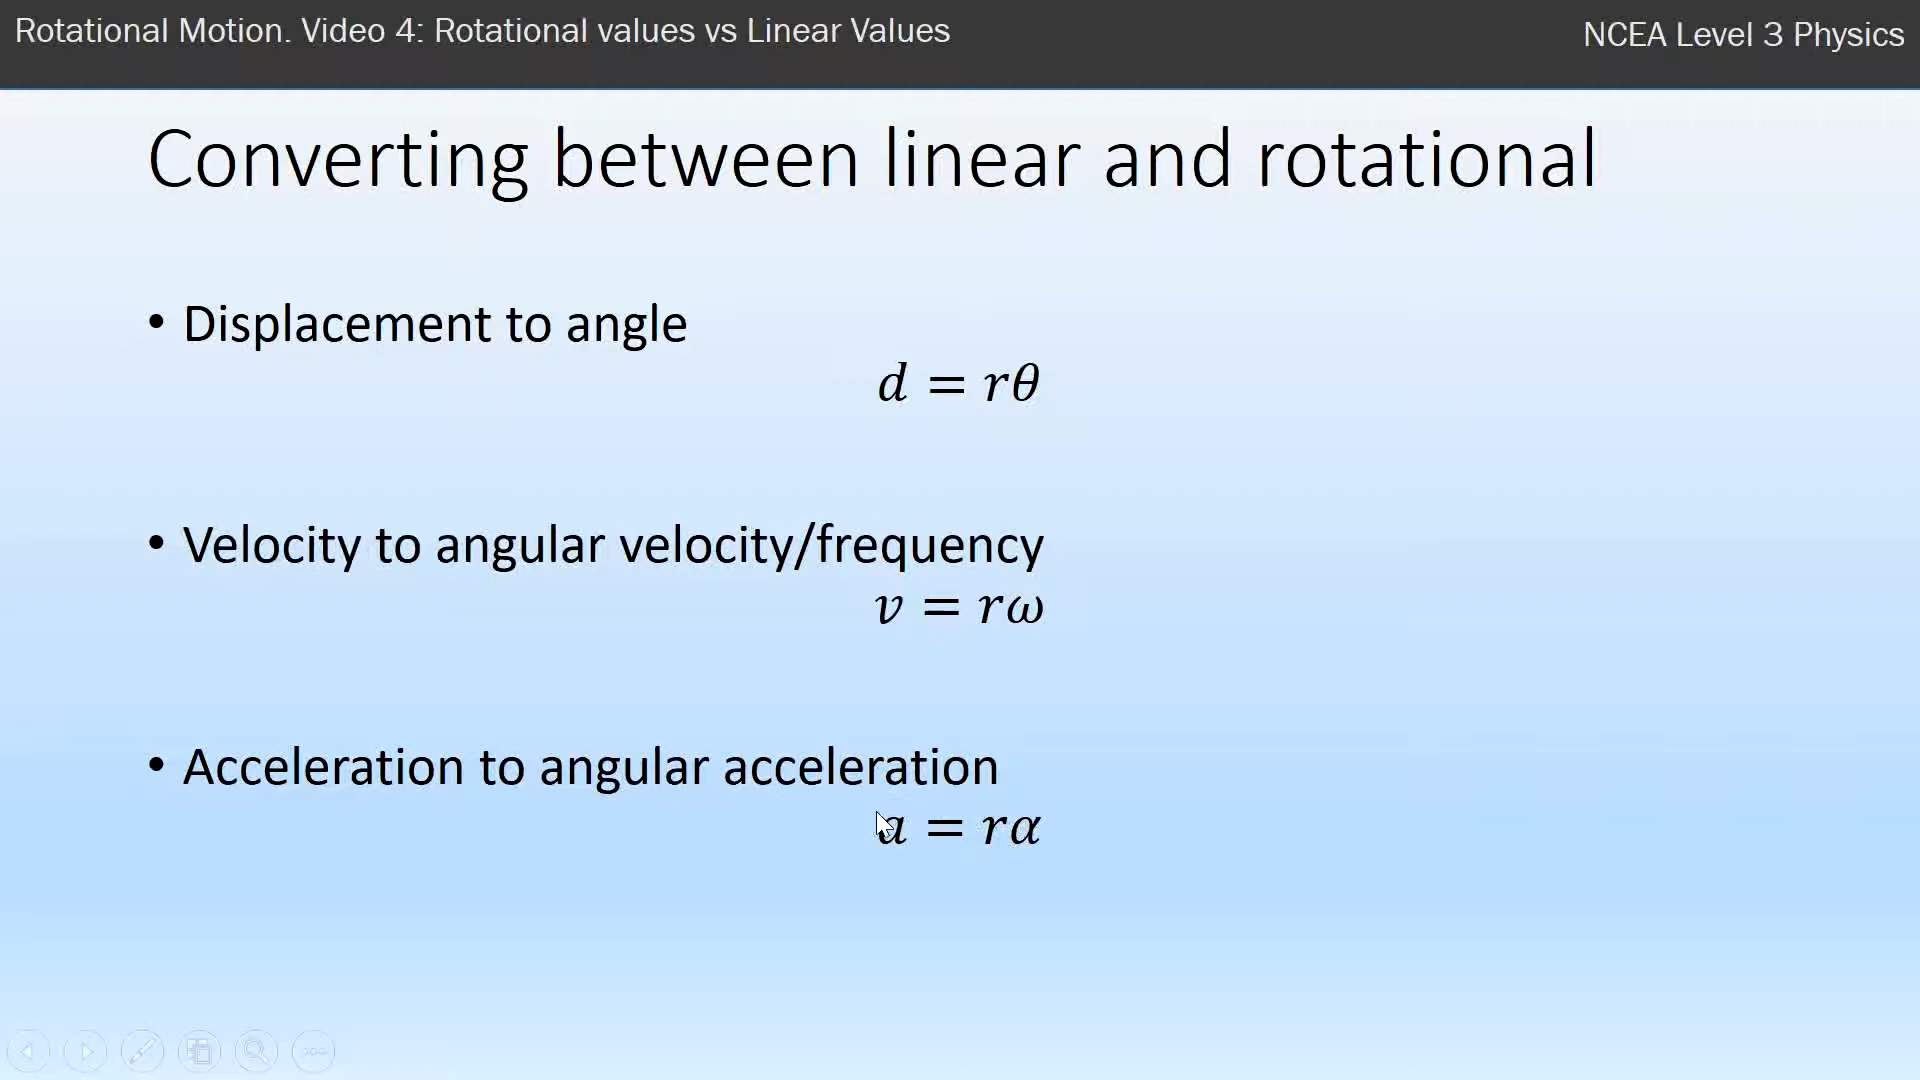 Rotational Motion. Video 4: Rotational values vs Linear Values
NCEA Level 3 Physics
Converting between linear and rotational
• Displacement to angle
d = rθ
• Velocity to angular velocity/frequency
v = rω
• Acceleration to angular acceleration
a = rα